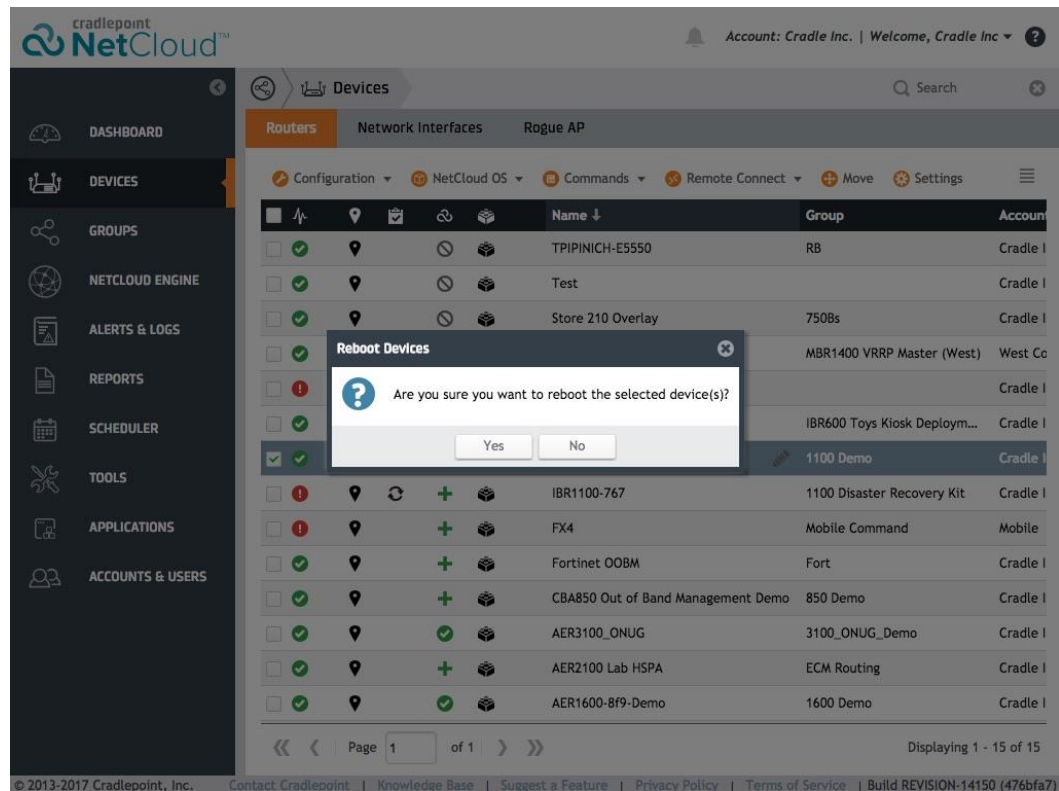 cradlepoint
NetCloud™
Account: Cradle Inc. | Welcome, Cradle Inc
Devices
Search
DASHBOARD
DEVICES
GROUPS
NETCLOUD ENGINE
ALERTS & LOGS
REPORTS
SCHEDULER
TOOLS
APPLICATIONS
ACCOUNTS & USERS
Routers Network Interfaces Rogue AP
Configuration NetCloud OS Commands Remote Connect Move Settings
Name Group Account
TPIPINICH-E5550 RB Cradle I
Test Cradle I
Store 210 Overlay 750Bs Cradle I
MBR1400 VRRP Master (West) West Co
Cradle I
IBR600 Toys Kiosk Deploym... Cradle I
1100 Demo Cradle I
Reboot Devices
Are you sure you want to reboot the selected device(s)?
Yes No
IBR1100-767 1100 Disaster Recovery Kit Cradle I
FX4 Mobile Command Mobile
Fortinet OOBM Fort Cradle I
CBA850 Out of Band Management Demo 850 Demo Cradle I
AER3100_ONUG 3100_ONUG_Demo Cradle I
AER2100 Lab HSPA ECM Routing Cradle I
AER1600-8f9-Demo 1600 Demo Cradle I
Page 1 of 1
Displaying 1 - 15 of 15
© 2013-2017 Cradlepoint, Inc. Contact Cradlepoint | Knowledge Base | Suggest a Feature | Privacy Policy | Terms of Service | Build REVISION-14150 (476bfa7)